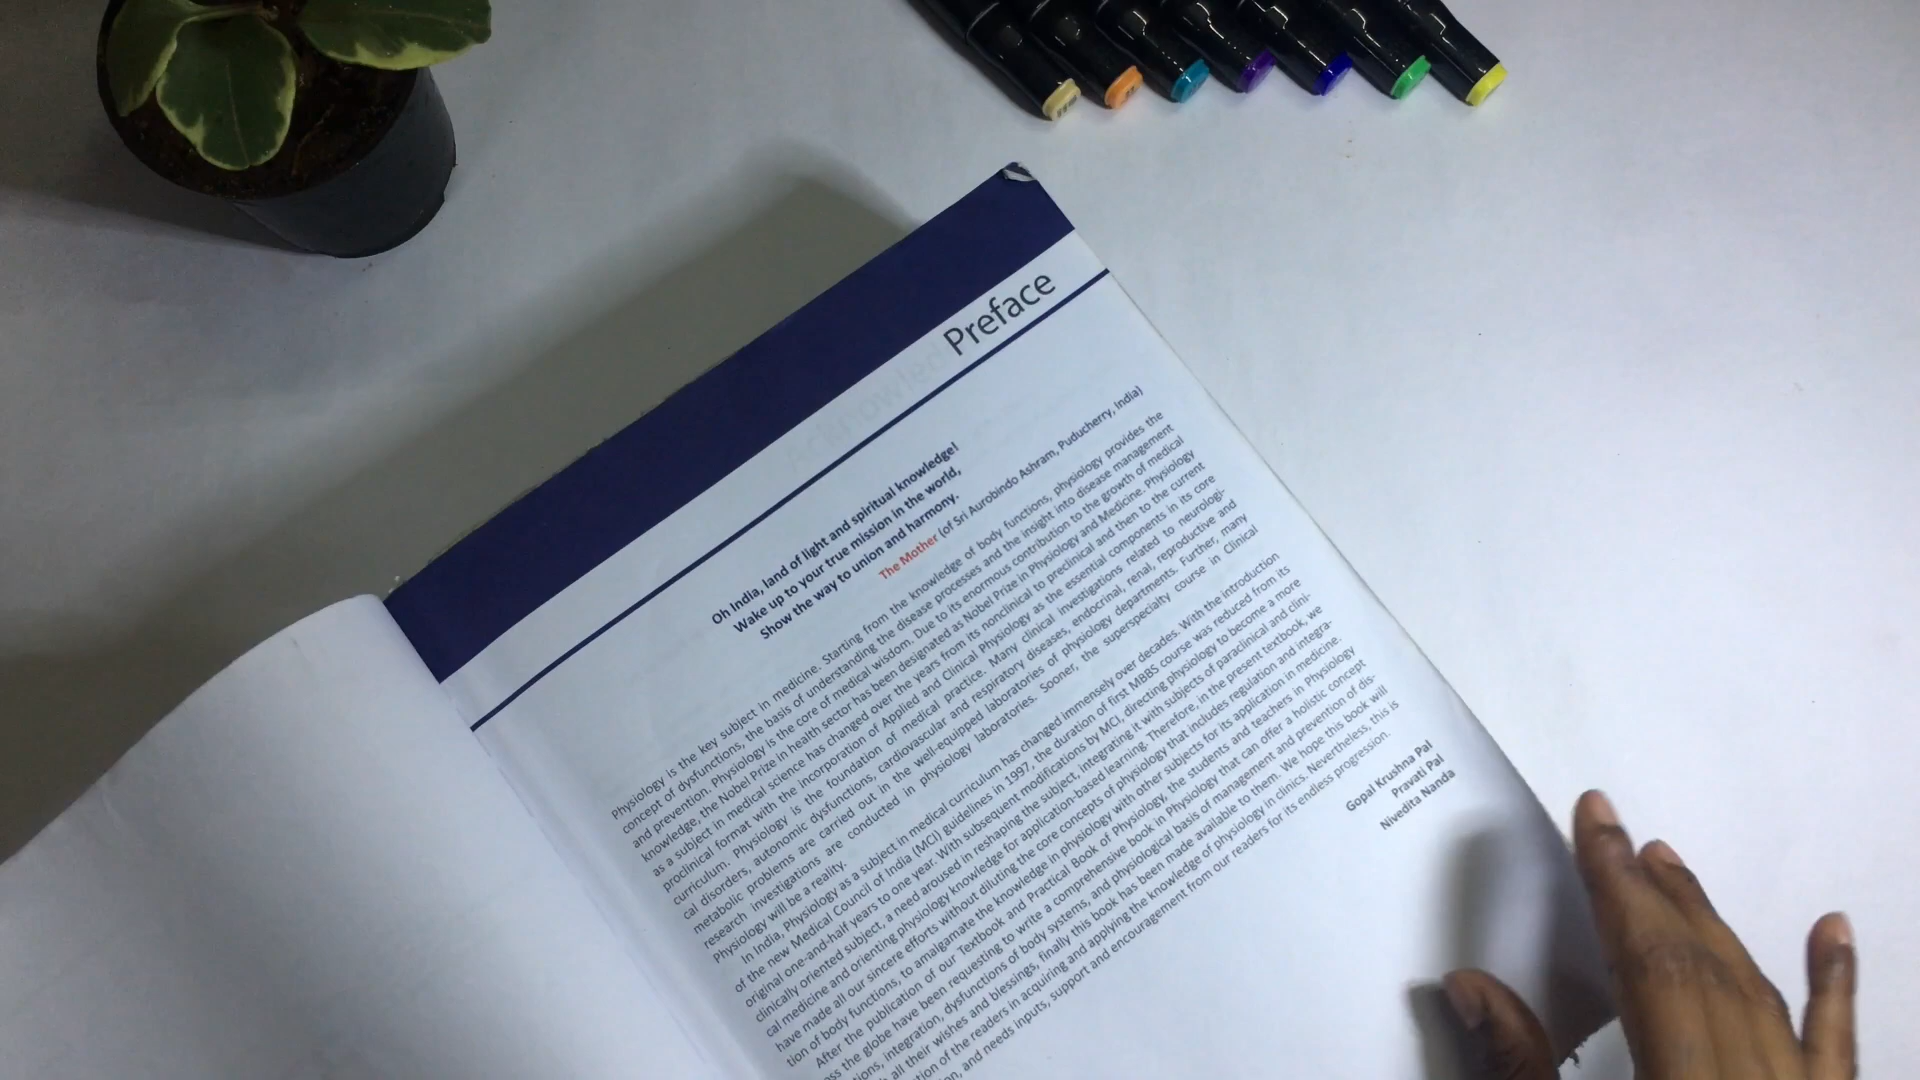 Preface
Oh India, land of light and spiritual knowledge!
Wake up to your true mission in the world,
Show the way to union and harmony.
The Mother (of Sri Aurobindo Ashram, Puducherry, India)
Physiology is the key subject in medicine. Starting from the knowledge of body functions, physiology provides the
concept of dysfunctions, the basis of understanding the disease processes and the insight into disease management
and prevention. Physiology is the core of medical wisdom. Due to its enormous contribution to the growth of medical
knowledge, the Nobel Prize in health sector has been designated as Nobel Prize in Physiology and Medicine. Physiology
as a subject in medical science has changed over the years from its nonclinical to preclinical and then to the current
proclinical format with the incorporation of Applied and Clinical Physiology as the essential components in its core
curriculum. Physiology is the foundation of medical practice. Many clinical investigations related to neurologi-
cal disorders, autonomic dysfunctions, cardiovascular and respiratory diseases, endocrinal, renal, reproductive and
metabolic problems are carried out in the well-equipped laboratories of physiology departments. Further, many
research investigations are conducted in physiology laboratories. Sooner, the superspecialty course in Clinical
Physiology will be a reality.
In India, Physiology as a subject in medical curriculum has changed immensely over decades. With the introduction
of the new Medical Council of India (MCI) guidelines in 1997, the duration of first MBBS course was reduced from its
original one-and-half years to one year. With subsequent modifications by MCI, directing physiology to become a more
clinically oriented subject, a need aroused in reshaping the subject, integrating it with subjects of paraclinical and clini-
cal medicine and orienting physiology knowledge for application-based learning. Therefore, in the present textbook, we
have made all our sincere efforts without diluting the core concepts of physiology that includes regulation and integra-
tion of body functions, to amalgamate the knowledge in physiology with other subjects for its application in medicine.
After the publication of our Textbook and Practical Book of Physiology, the students and teachers in Physiology
the globe have been requesting to write a comprehensive book in Physiology that can offer a holistic concept
integration, dysfunctions of body systems, and physiological basis of management and prevention of dis-
all their wishes and blessings, finally this book has been made available to them. We hope this book will
of the readers in acquiring and applying the knowledge of physiology in clinics. Nevertheless, this is
and needs inputs, support and encouragement from our readers for its endless progression.
Gopal Krushna Pal
Pravati Pal
Nivedita Nanda